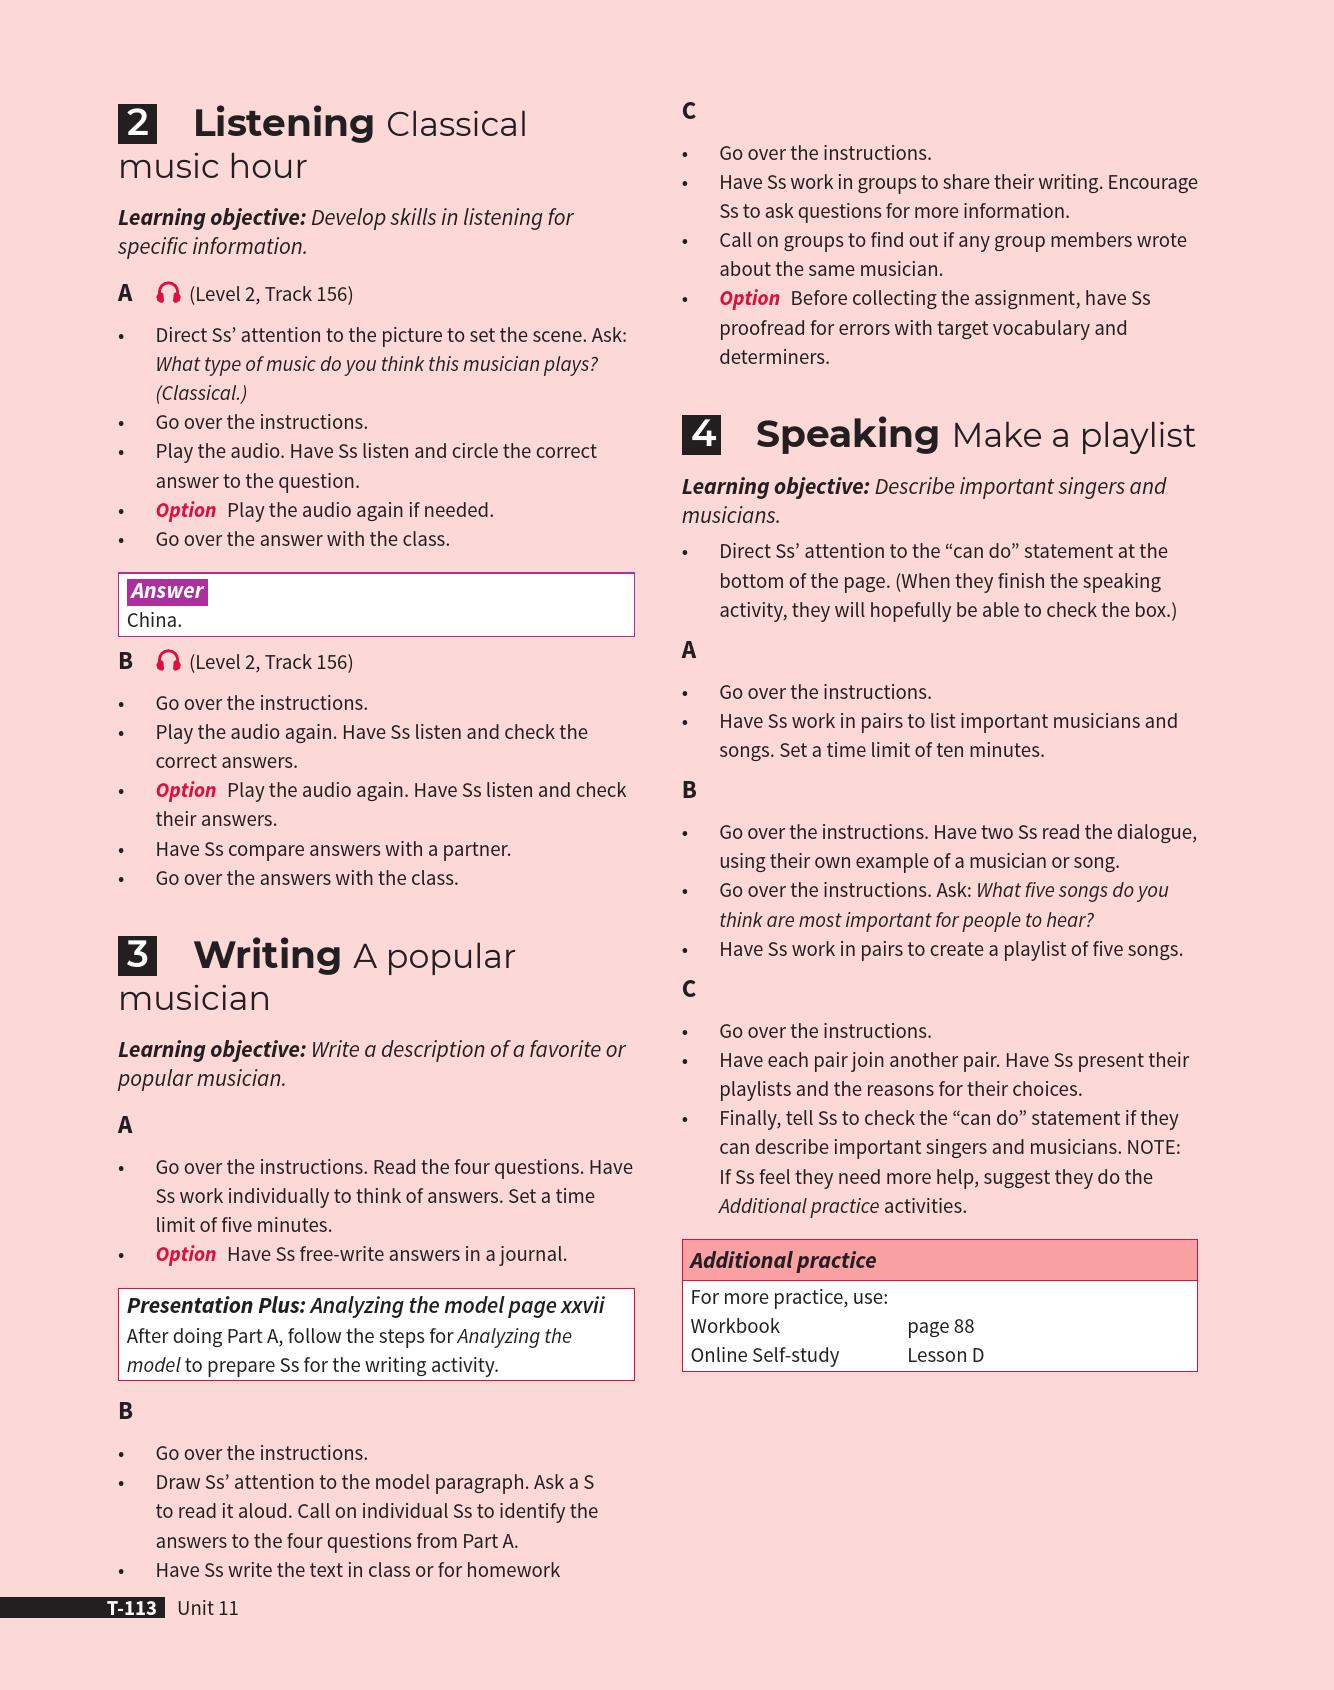 2 Listening Classical
music hour
Learning objective: Develop skills in listening for
specific information.
A (Level 2, Track 156)
• Direct Ss’ attention to the picture to set the scene. Ask:
What type of music do you think this musician plays?
(Classical.)
• Go over the instructions.
• Play the audio. Have Ss listen and circle the correct
answer to the question.
• Option Play the audio again if needed.
• Go over the answer with the class.
Answer
China.
B (Level 2, Track 156)
• Go over the instructions.
• Play the audio again. Have Ss listen and check the
correct answers.
• Option Play the audio again. Have Ss listen and check
their answers.
• Have Ss compare answers with a partner.
• Go over the answers with the class.
3 Writing A popular
musician
Learning objective: Write a description of a favorite or
popular musician.
A
• Go over the instructions. Read the four questions. Have
Ss work individually to think of answers. Set a time
limit of five minutes.
• Option Have Ss free-write answers in a journal.
Presentation Plus: Analyzing the model page xxvii
After doing Part A, follow the steps for Analyzing the
model to prepare Ss for the writing activity.
B
• Go over the instructions.
• Draw Ss’ attention to the model paragraph. Ask a S
to read it aloud. Call on individual Ss to identify the
answers to the four questions from Part A.
• Have Ss write the text in class or for homework
C
• Go over the instructions.
• Have Ss work in groups to share their writing. Encourage
Ss to ask questions for more information.
• Call on groups to find out if any group members wrote
about the same musician.
• Option Before collecting the assignment, have Ss
proofread for errors with target vocabulary and
determiners.
4 Speaking Make a playlist
Learning objective: Describe important singers and
musicians.
• Direct Ss’ attention to the “can do” statement at the
bottom of the page. (When they finish the speaking
activity, they will hopefully be able to check the box.)
A
• Go over the instructions.
• Have Ss work in pairs to list important musicians and
songs. Set a time limit of ten minutes.
B
• Go over the instructions. Have two Ss read the dialogue,
using their own example of a musician or song.
• Go over the instructions. Ask: What five songs do you
think are most important for people to hear?
• Have Ss work in pairs to create a playlist of five songs.
C
• Go over the instructions.
• Have each pair join another pair. Have Ss present their
playlists and the reasons for their choices.
• Finally, tell Ss to check the “can do” statement if they
can describe important singers and musicians. NOTE:
If Ss feel they need more help, suggest they do the
Additional practice activities.
Additional practice
For more practice, use:
Workbook page 88
Online Self-study Lesson D
T-113 Unit 11